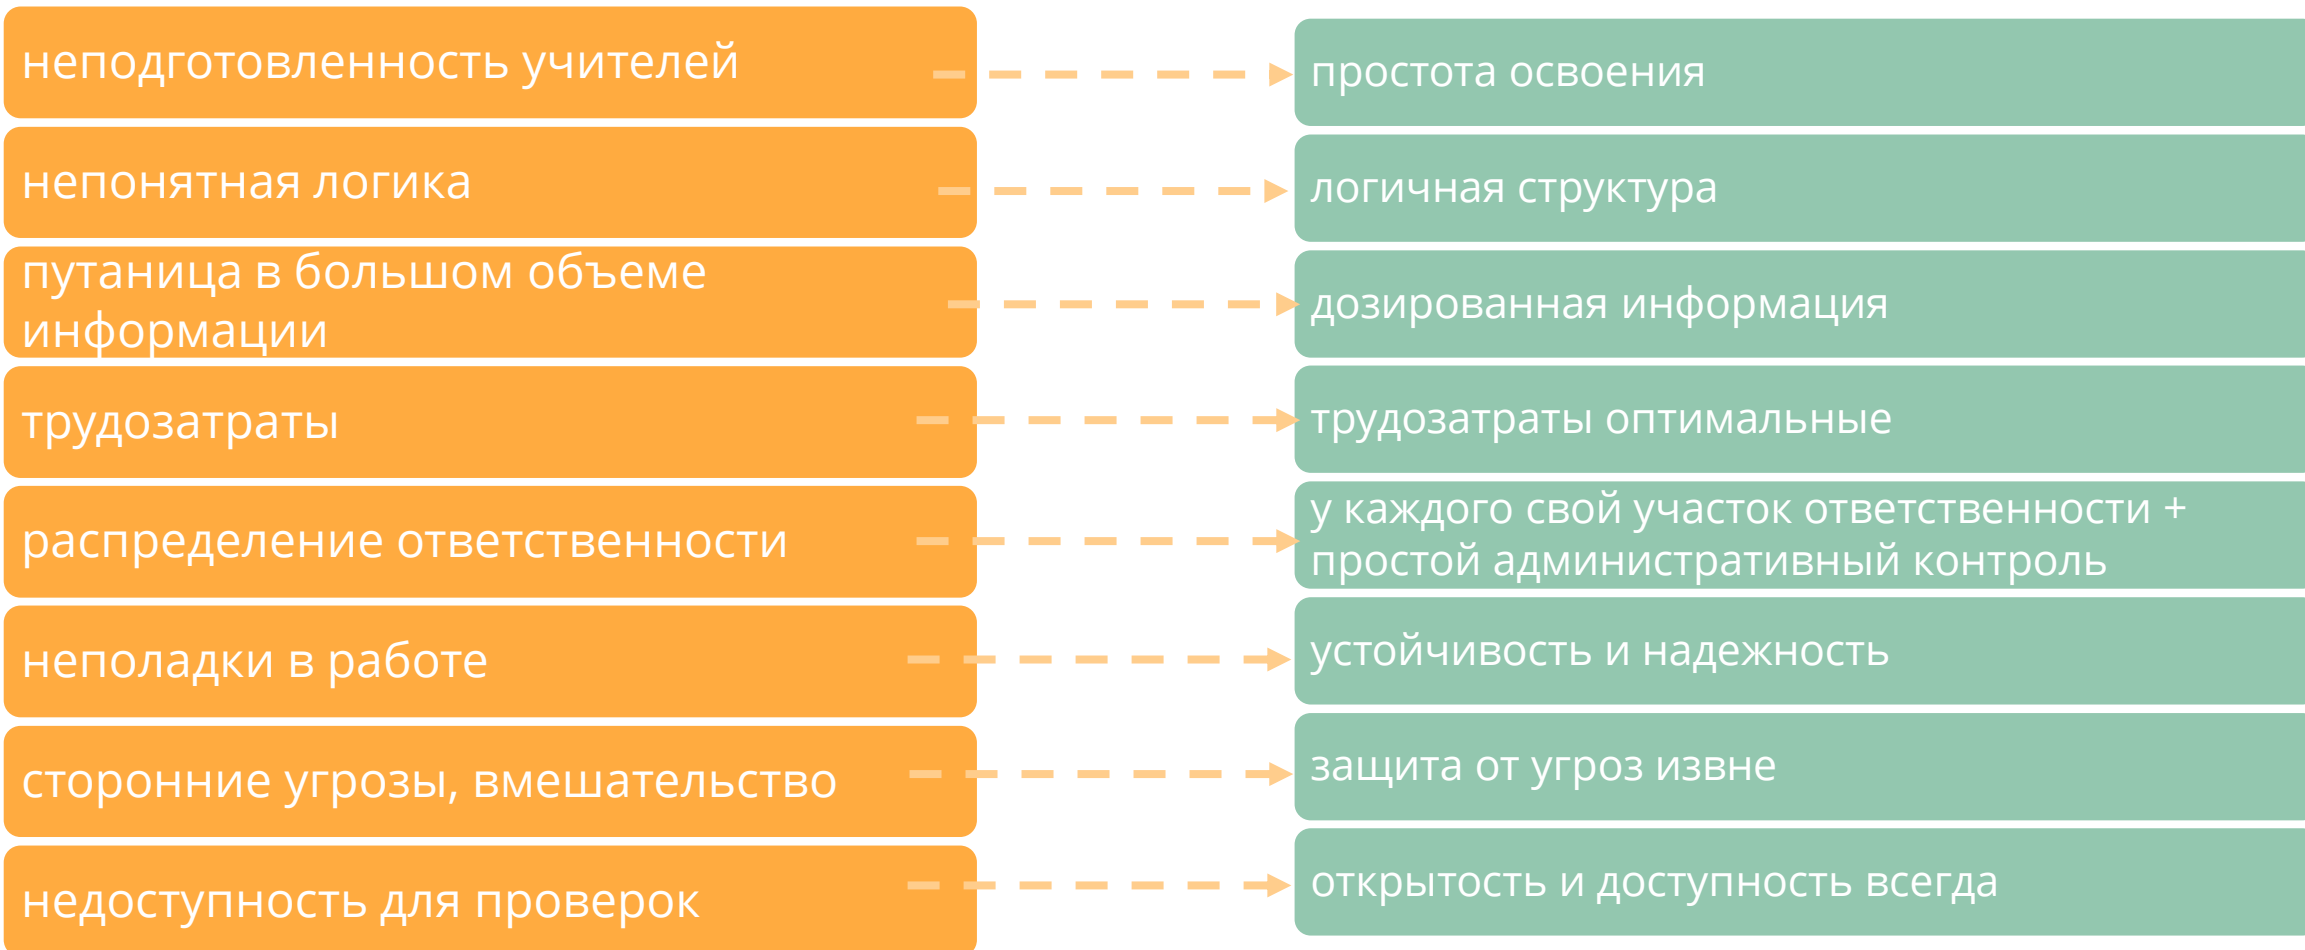 неподготовленность учителей
простота освоения
непонятная логика
логичная структура
путаница в большом объеме
информации
дозированная информация
трудозатраты
трудозатраты оптимальные
распределение ответственности
у каждого свой участок ответственности +
простой административный контроль
неполадки в работе
устойчивость и надежность
сторонние угрозы, вмешательство
защита от угроз извне
недоступность для проверок
открытость и доступность всегда